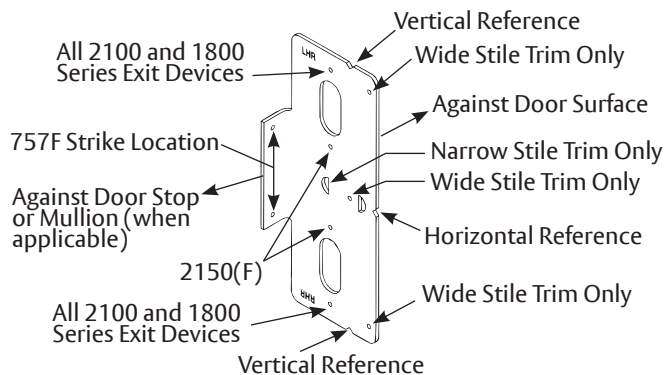 Vertical Reference
All 2100 and 1800
Series Exit Devices
LHR
Wide Stile Trim Only
Against Door Surface
757F Strike Location
Narrow Stile Trim Only
Wide Stile Trim Only
Against Door Stop
or Mullion (when
applicable)
Horizontal Reference
2150(F)
RHR
Wide Stile Trim Only
All 2100 and 1800
Series Exit Devices
Vertical Reference